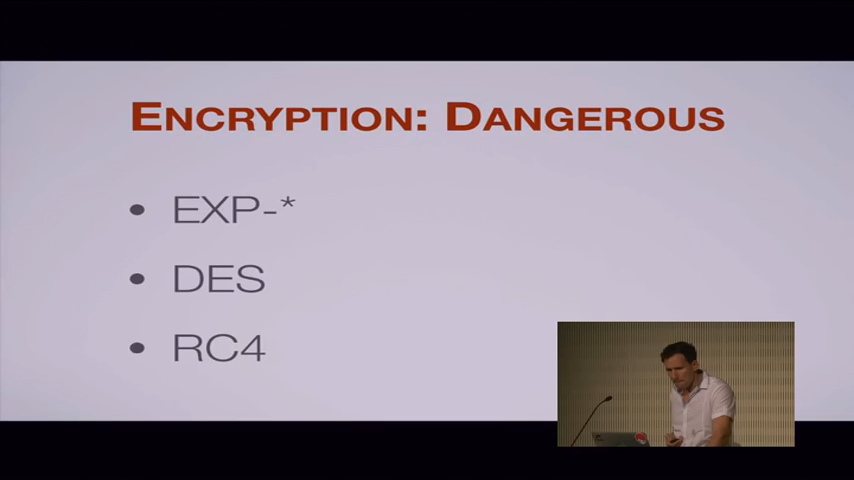 ENCRYPTION: DANGEROUS
• EXP-*
• DES
• RC4